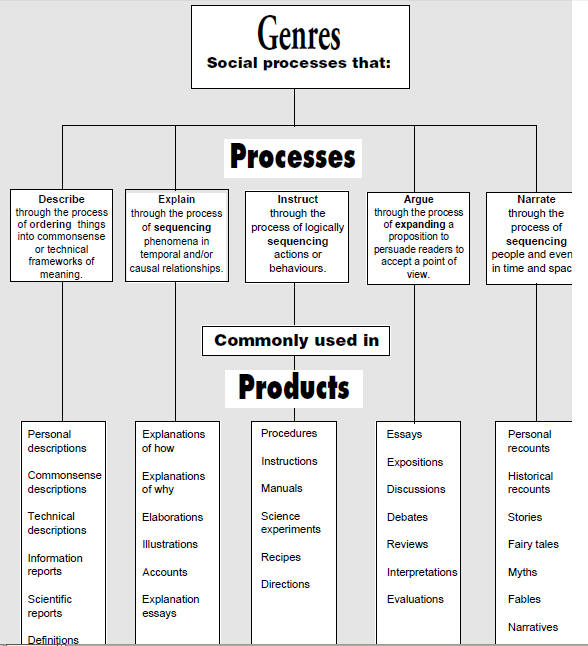 Genres
Social processes that:
Processes
Describe
through the process
of ordering things
into commonsense
or technical
frameworks of
meaning.
Explain
through the process
of sequencing
phenomena in
temporal and/or
causal relationships.
Instruct
through the
process of logically
sequencing
actions or
behaviours.
Argue
through the process
of expanding a
proposition to
persuade readers to
accept a point of
view.
Narrate
through the
process of
sequencing
people and even
in time and spac
Commonly used in
Products
Personal
descriptions
Commonsense
descriptions
Technical
descriptions
Information
reports
Scientific
reports
Definitions
Explanations
of how
Explanations
of why
Elaborations
Illustrations
Accounts
Explanation
essays
Procedures
Instructions
Manuals
Science
experiments
Recipes
Directions
Essays
Expositions
Discussions
Debates
Reviews
Interpretations
Evaluations
Personal
recounts
Historical
recounts
Stories
Fairy tales
Myths
Fables
Narratives